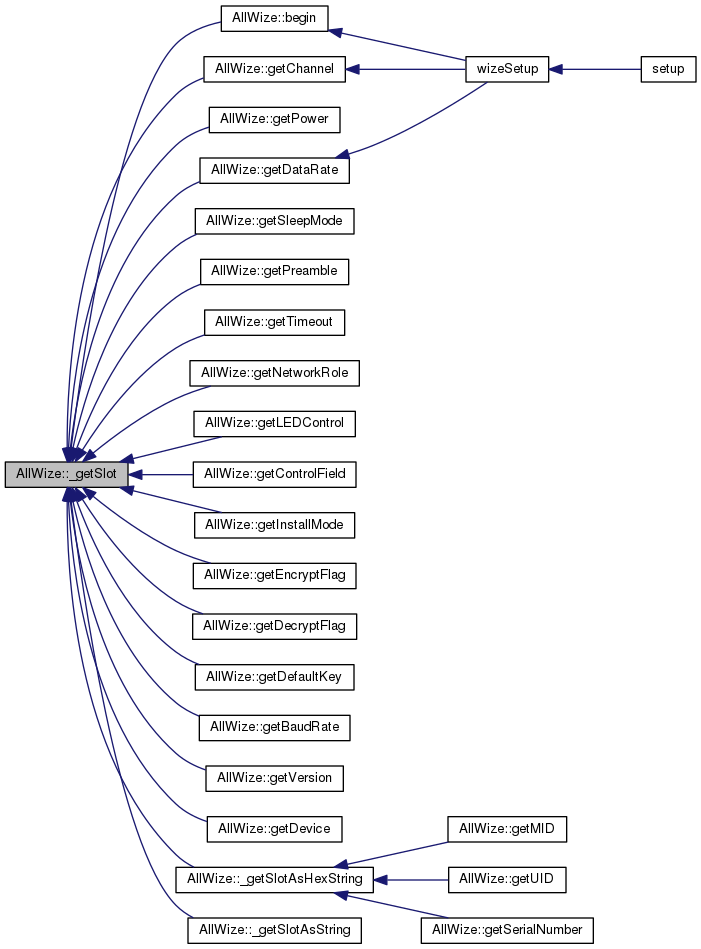 AllWize::begin
AllWize::getChannel
wizeSetup
setup
AllWize::getPower
AllWize::getDataRate
AllWize::getSleepMode
AllWize::getPreamble
AllWize::getTimeout
AllWize::getNetworkRole
AllWize::getLEDControl
AllWize::_getSlot
AllWize::getControlField
AllWize::getInstallMode
AllWize::getEncryptFlag
AllWize::getDecryptFlag
AllWize::getDefaultKey
AllWize::getBaudRate
AllWize::getVersion
AllWize::getDevice
AllWize::getMID
AllWize::_getSlotAsHexString
AllWize::getUID
AllWize::_getSlotAsString
AllWize::getSerialNumber